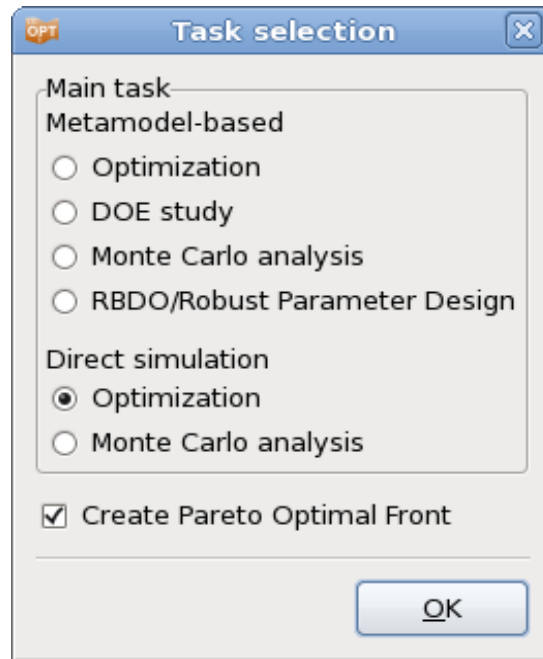 OPT
Task selection
Main task
Metamodel-based
Optimization
DOE study
Monte Carlo analysis
RBDO/Robust Parameter Design
Direct simulation
Optimization
Monte Carlo analysis
Create Pareto Optimal Front
OK